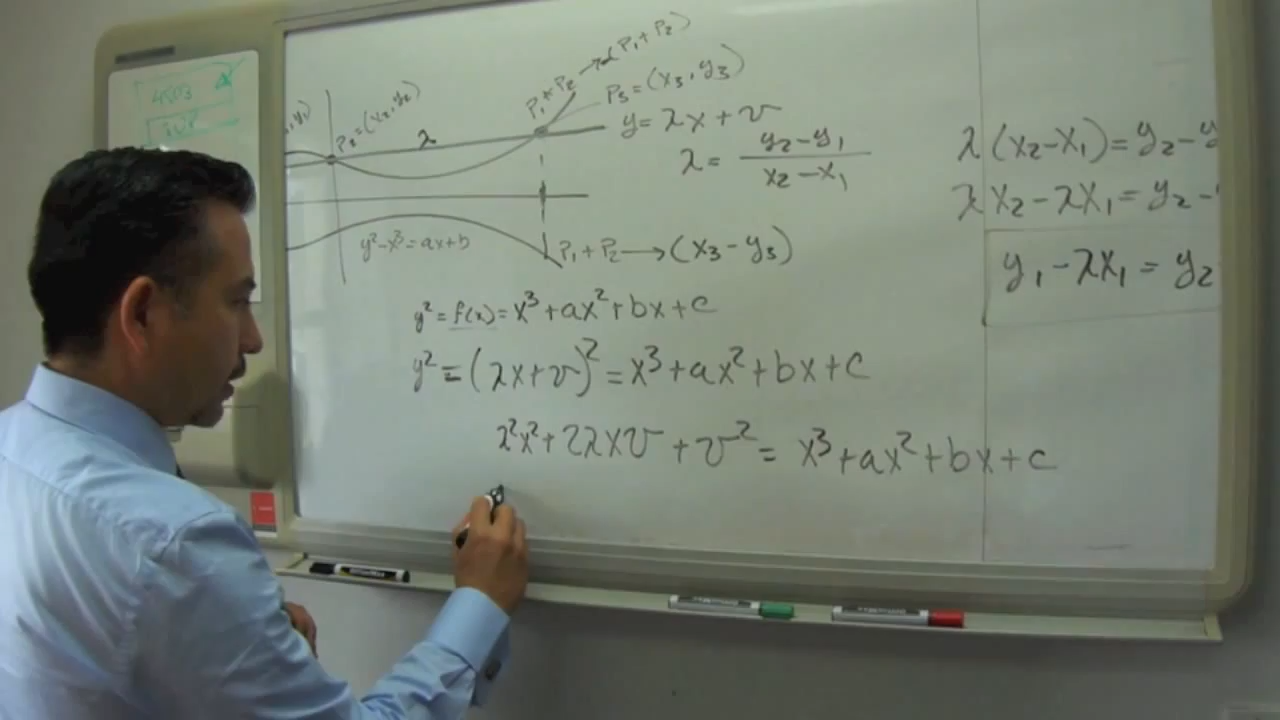 4503
P₁ * P₂ → (P₁ + P₂)
P₃ = (x₃, y₃)
, y₁)
P₂ = (x₂, y₂)
λ
y = λx + v
λ = (y₂ - y₁)/(x₂ - x₁)
y² - x³ = ax + b
P₁ + P₂ → (x₃ - y₃)
y² = f(x) = x³ + ax² + bx + c
y² = (λx + v)² = x³ + ax² + bx + c
λ²x² + 2λxv + v² = x³ + ax² + bx + c
λ(x₂ - x₁) = y₂ - y
λx₂ - λx₁ = y₂ -
y₁ - λx₁ = y₂